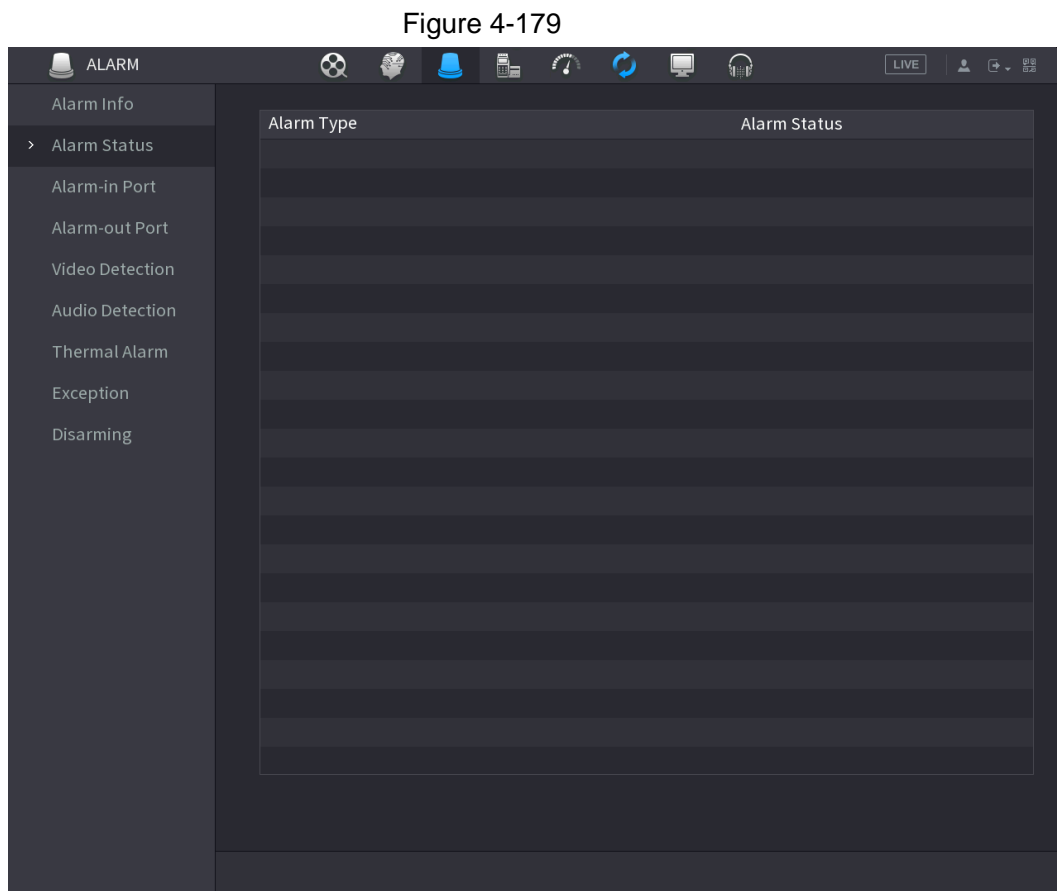 Figure 4-179
ALARM
LIVE
Alarm Info
Alarm Status
Alarm-in Port
Alarm-out Port
Video Detection
Audio Detection
Thermal Alarm
Exception
Disarming
Alarm Type
Alarm Status